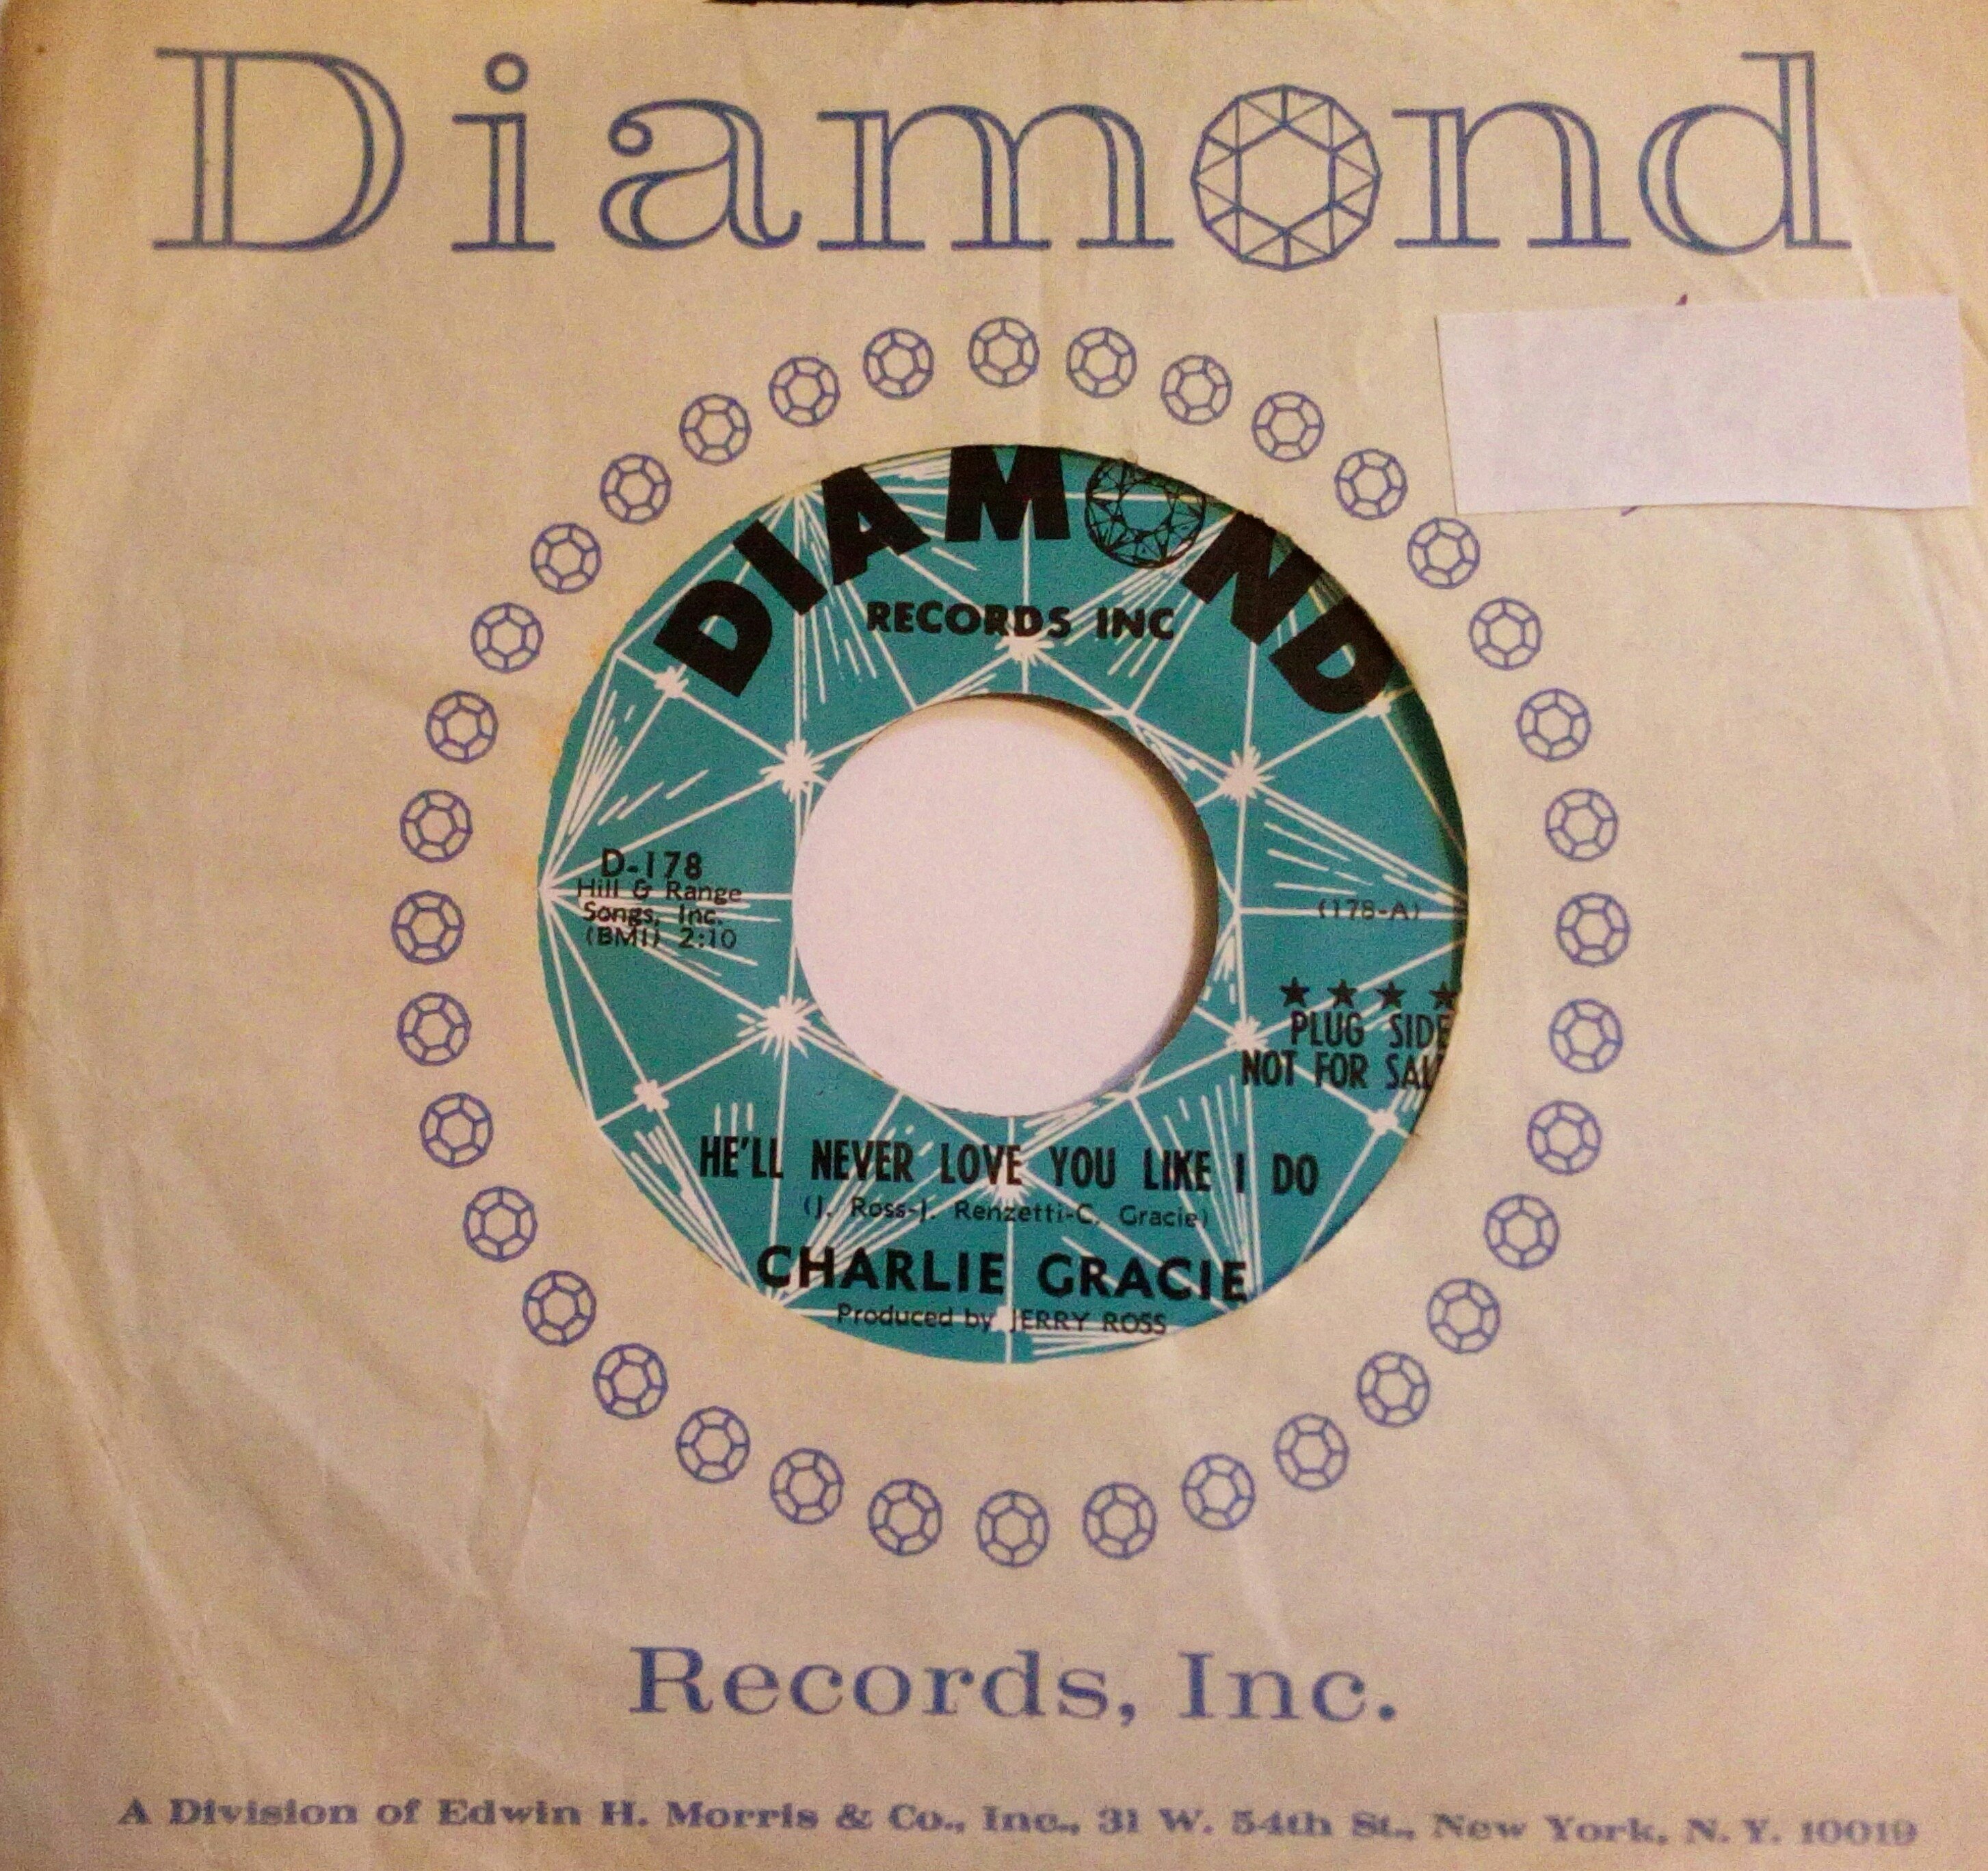 Diamond
DIAMOND
RECORDS INC
D-178
Hill & Range
Songs, Inc.
(BMI) 2:10
(178-A)
★ ★ ★ ★
PLUG SIDE
NOT FOR SAL
HE'LL NEVER LOVE YOU LIKE I DO
(J. Ross-J. Renzetti-C. Gracie)
CHARLIE GRACIE
Produced by JERRY ROSS
Records, Inc.
A Division of Edwin H. Morris & Co., Inc., 31 W. 54th St., New York, N. Y. 10019